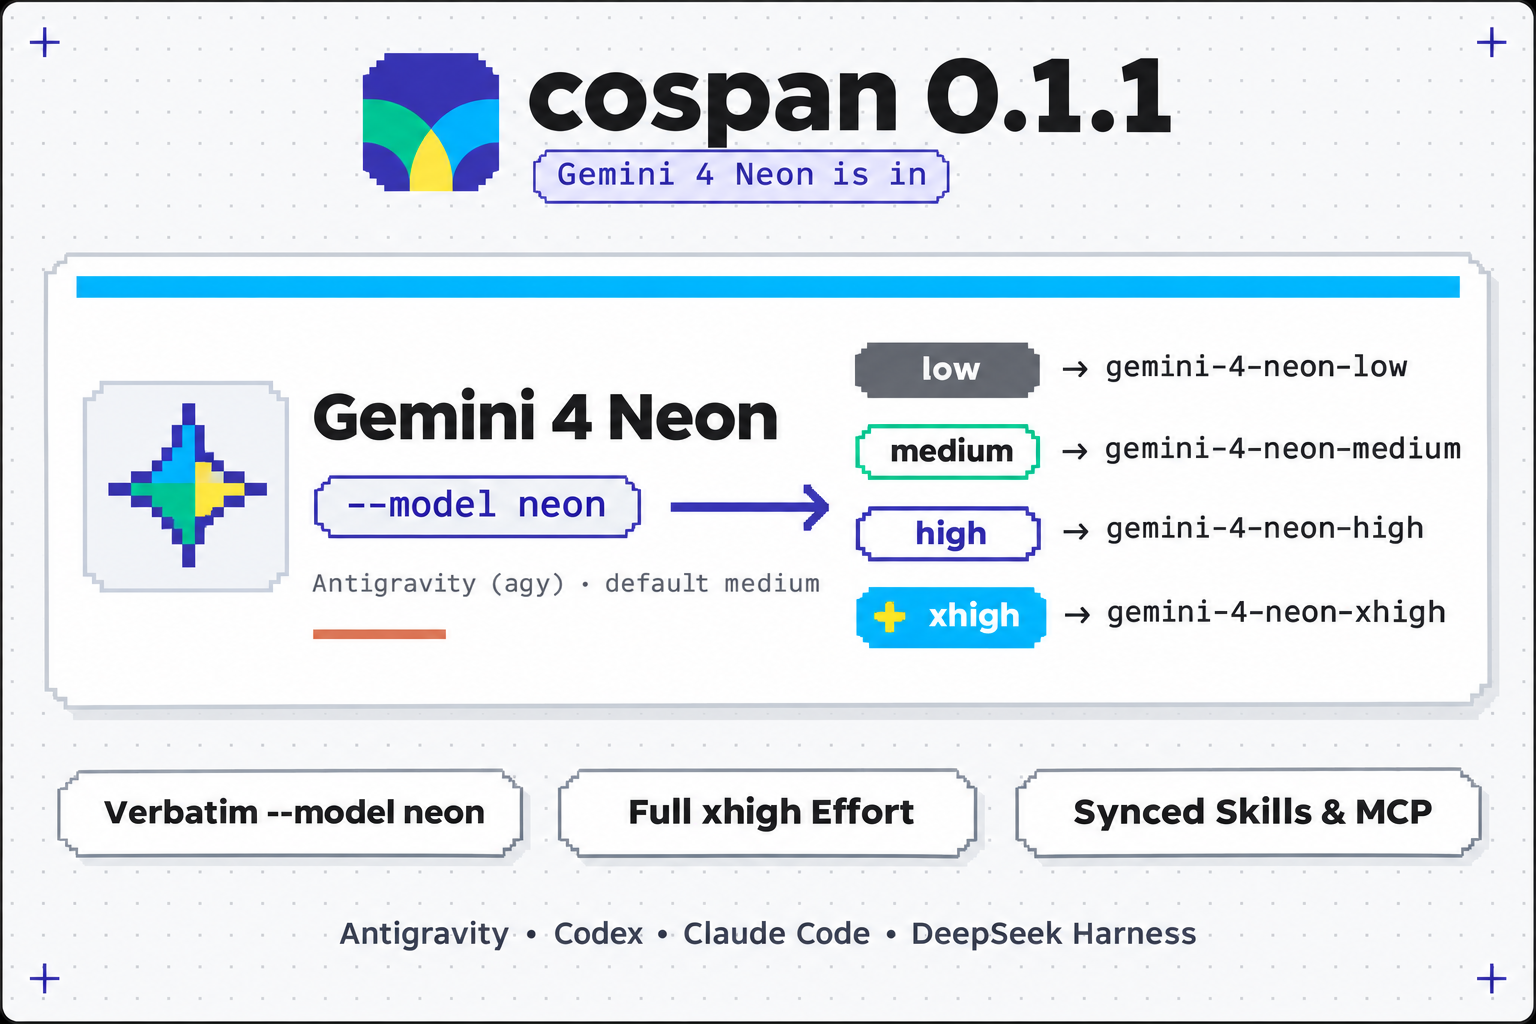 cospan 0.1.1
Gemini 4 Neon is in
Gemini 4 Neon
--model neon
Antigravity (agy) · default medium
low → gemini-4-neon-low
medium → gemini-4-neon-medium
high → gemini-4-neon-high
xhigh → gemini-4-neon-xhigh
Verbatim --model neon
Full xhigh Effort
Synced Skills & MCP
Antigravity • Codex • Claude Code • DeepSeek Harness